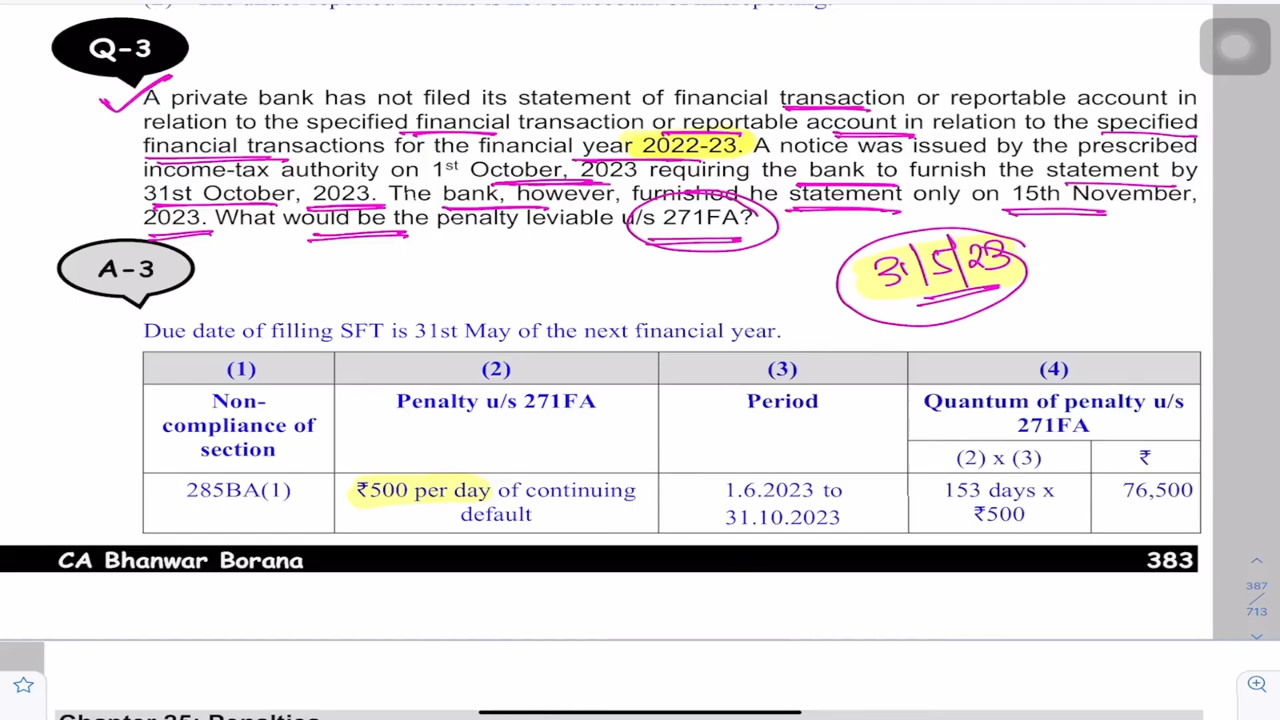 Q-3
A private bank has not filed its statement of financial transaction or reportable account in
relation to the specified financial transaction or reportable account in relation to the specified
financial transactions for the financial year 2022-23. A notice was issued by the prescribed
income-tax authority on 1st October, 2023 requiring the bank to furnish the statement by
31st October, 2023. The bank, however, furnished he statement only on 15th November,
2023. What would be the penalty leviable u/s 271FA?
31/5/23
A-3
Due date of filling SFT is 31st May of the next financial year.
(1) (2) (3) (4)
Non-compliance of section
Penalty u/s 271FA
Period
Quantum of penalty u/s
271FA
(2) x (3) ₹
285BA(1) ₹500 per day of continuing 1.6.2023 to 153 days x 76,500
default 31.10.2023 ₹500
CA Bhanwar Borana 383
387
713